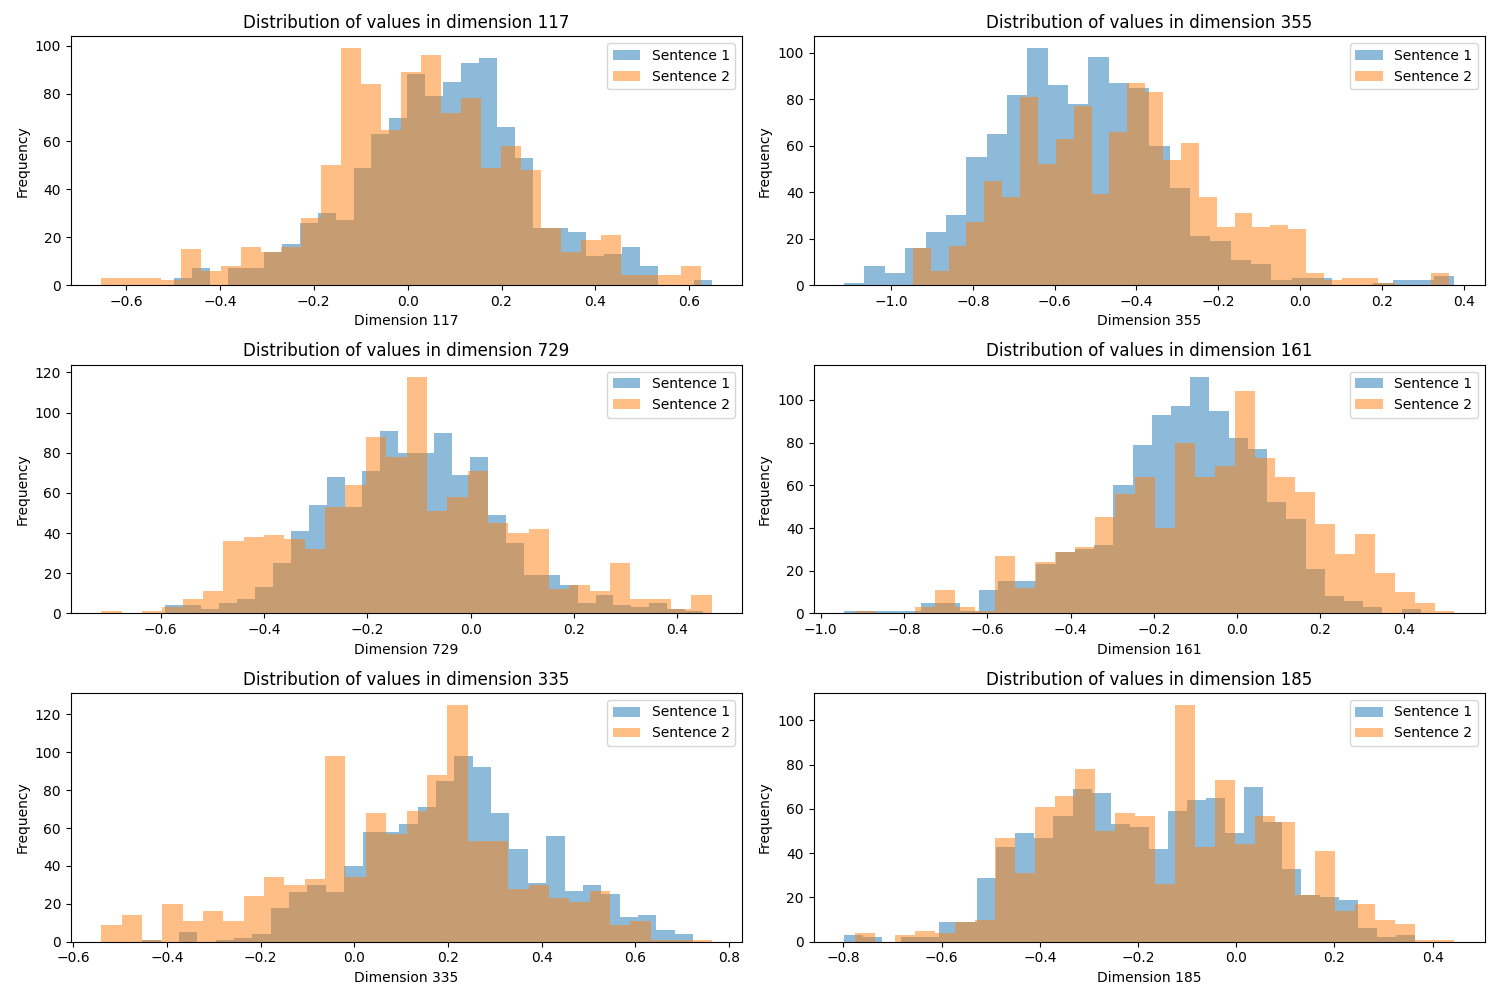 Distribution of values in dimension 117
Frequency
100
80
60
40
20
0
Sentence 1
Sentence 2
−0.6 −0.4 −0.2 0.0 0.2 0.4 0.6
Dimension 117
Distribution of values in dimension 355
Frequency
100
80
60
40
20
0
Sentence 1
Sentence 2
−1.0 −0.8 −0.6 −0.4 −0.2 0.0 0.2 0.4
Dimension 355
Distribution of values in dimension 729
Frequency
120
100
80
60
40
20
0
Sentence 1
Sentence 2
−0.6 −0.4 −0.2 0.0 0.2 0.4
Dimension 729
Distribution of values in dimension 161
Frequency
100
80
60
40
20
0
Sentence 1
Sentence 2
−1.0 −0.8 −0.6 −0.4 −0.2 0.0 0.2 0.4
Dimension 161
Distribution of values in dimension 335
Frequency
120
100
80
60
40
20
0
Sentence 1
Sentence 2
−0.6 −0.4 −0.2 0.0 0.2 0.4 0.6 0.8
Dimension 335
Distribution of values in dimension 185
Frequency
100
80
60
40
20
0
Sentence 1
Sentence 2
−0.8 −0.6 −0.4 −0.2 0.0 0.2 0.4
Dimension 185